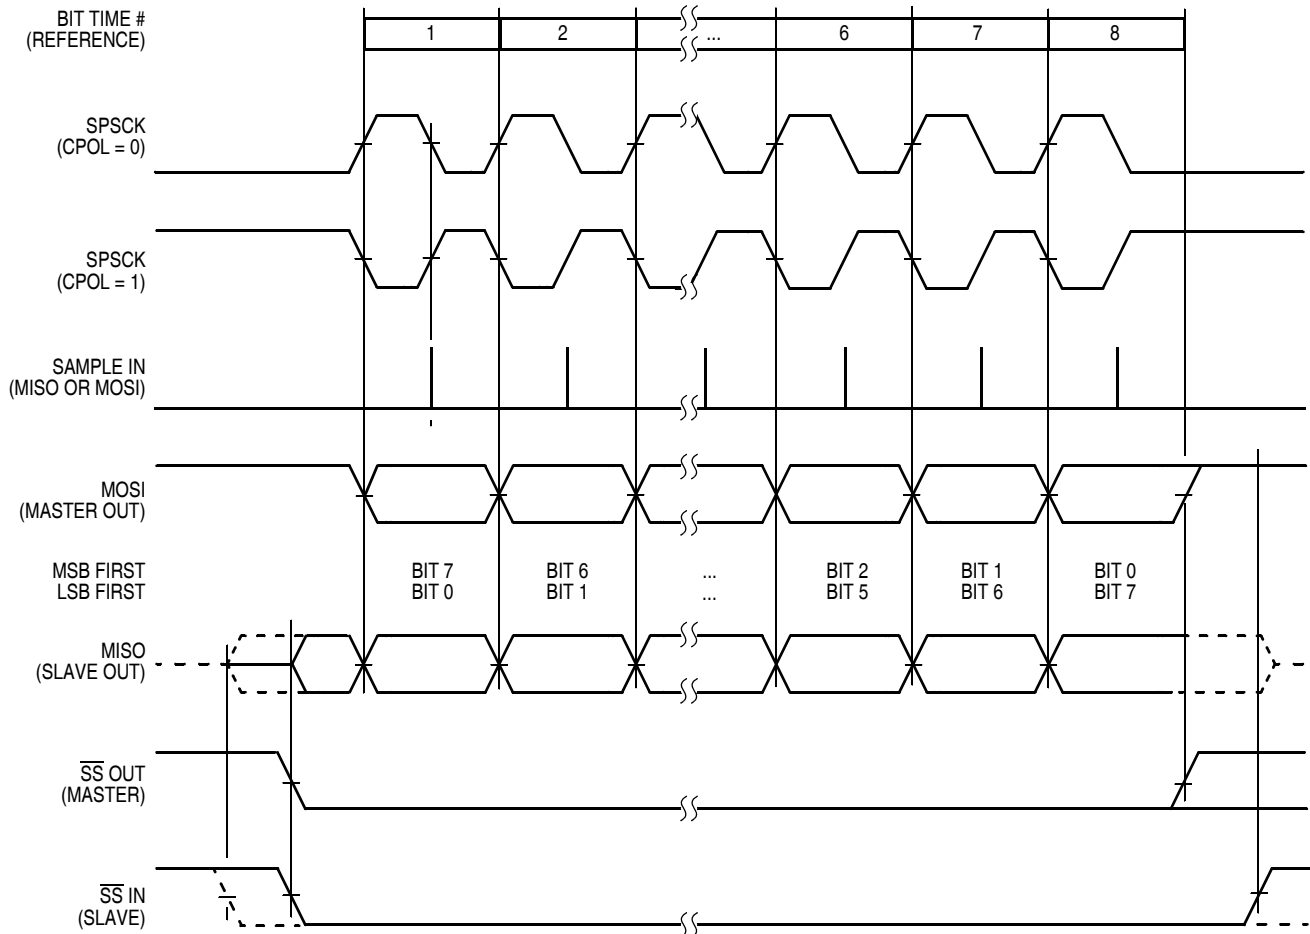 BIT TIME #
(REFERENCE)
1 2 ... 6 7 8
SPSCK
(CPOL = 0)
SPSCK
(CPOL = 1)
SAMPLE IN
(MISO OR MOSI)
MOSI
(MASTER OUT)
MSB FIRST BIT 7 BIT 6 ... BIT 2 BIT 1 BIT 0
LSB FIRST BIT 0 BIT 1 ... BIT 5 BIT 6 BIT 7
MISO
(SLAVE OUT)
S̅S̅ OUT
(MASTER)
S̅S̅ IN
(SLAVE)